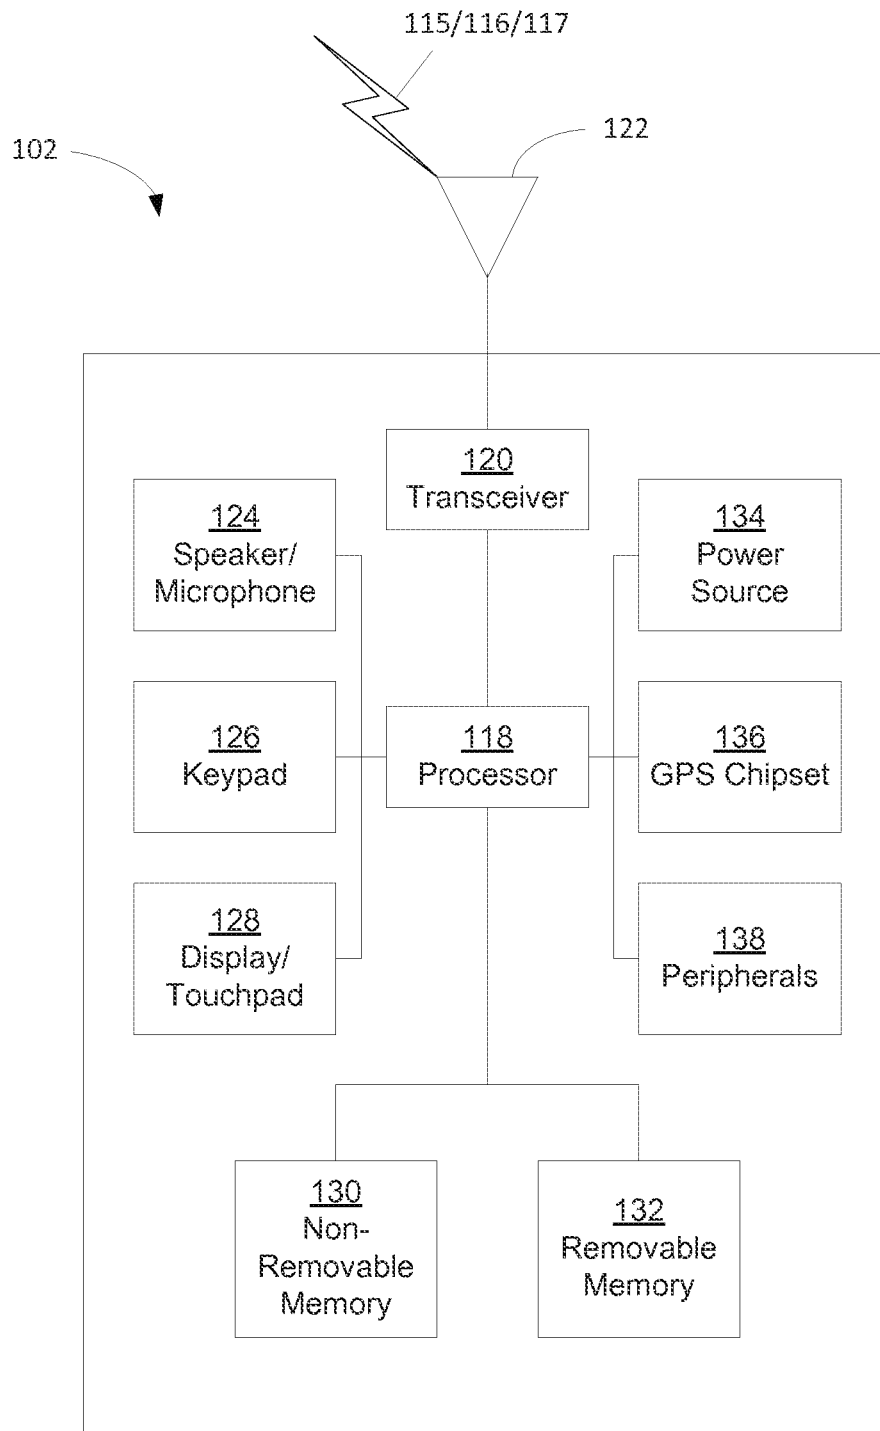 115/116/117
122
102
120
Transceiver
124
Speaker/
Microphone
134
Power
Source
126
Keypad
118
Processor
136
GPS Chipset
128
Display/
Touchpad
138
Peripherals
130
Non-
Removable
Memory
132
Removable
Memory